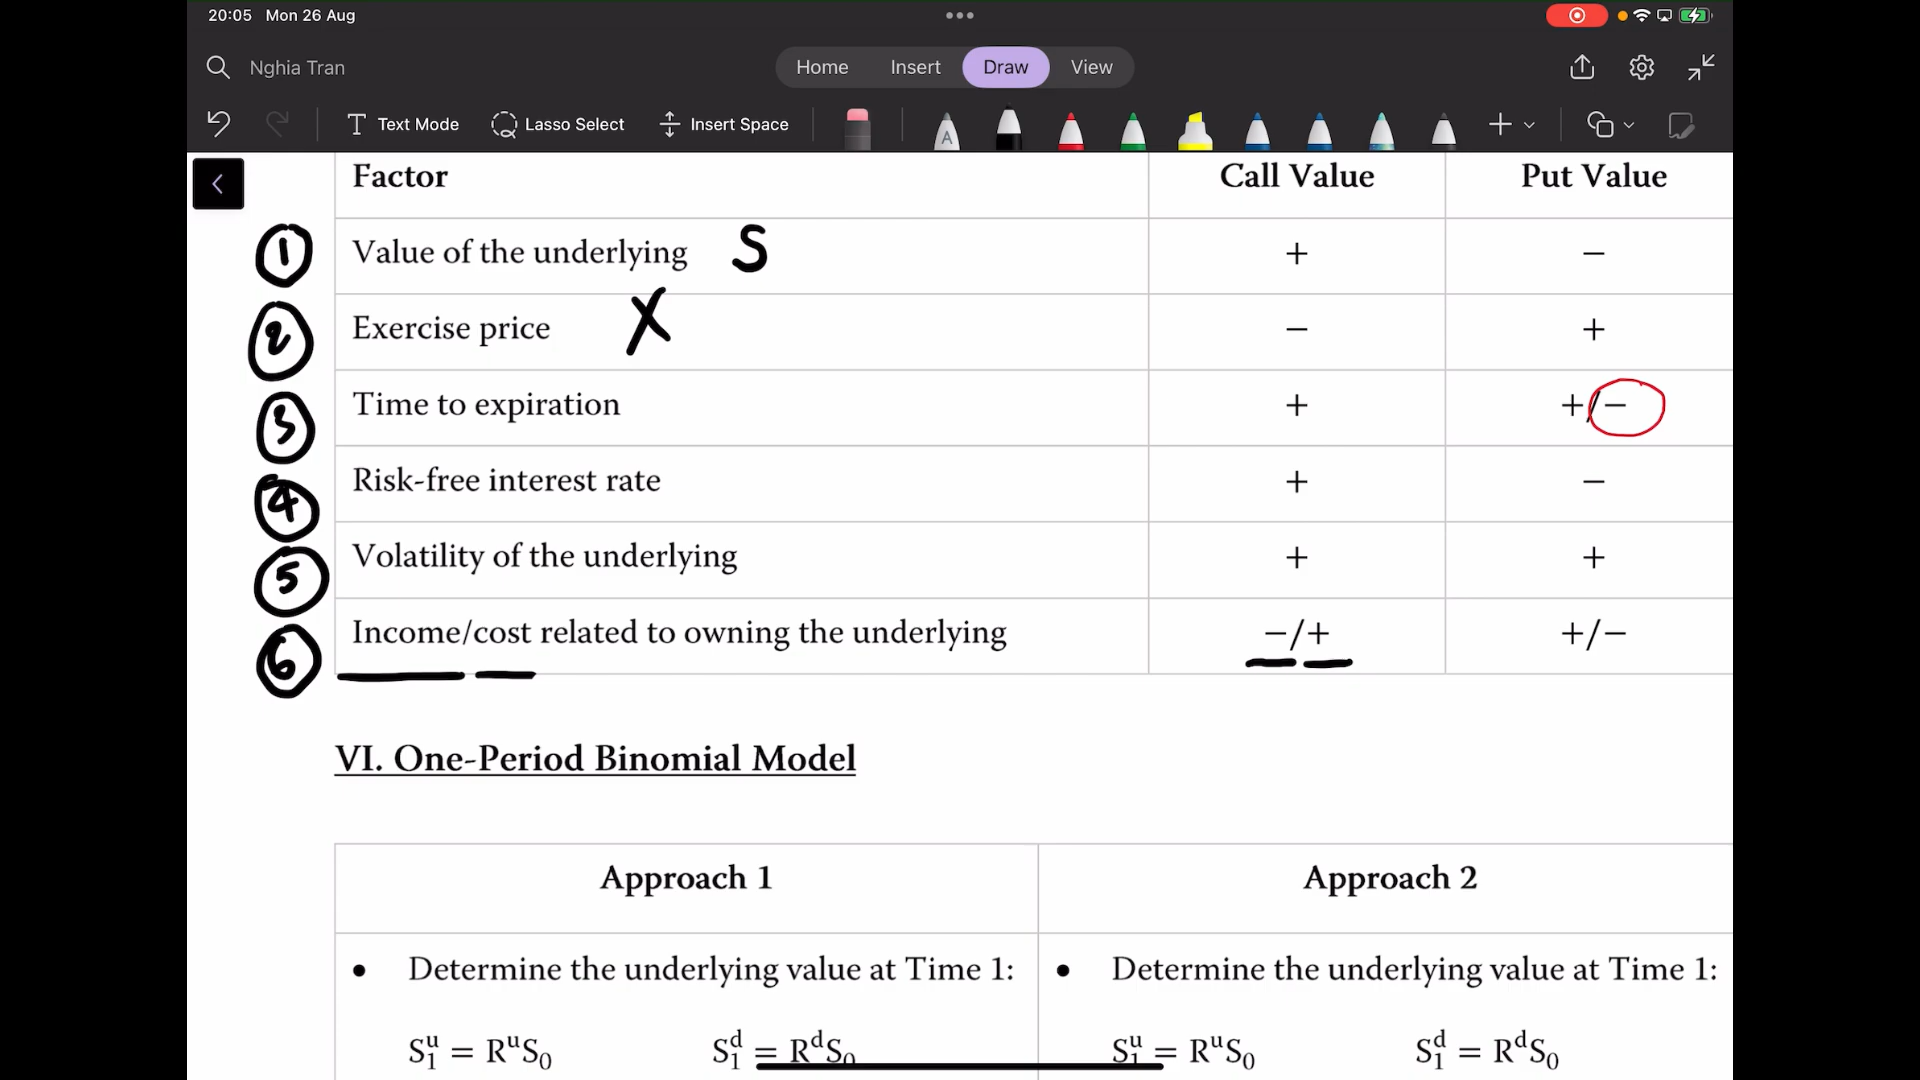 20:05 Mon 26 Aug
Nghia Tran
Home Insert Draw View
Text Mode Lasso Select Insert Space A
Factor Call Value Put Value
1 Value of the underlying S + −
2 Exercise price X − +
3 Time to expiration + +/−
4 Risk-free interest rate + −
5 Volatility of the underlying + +
6 Income/cost related to owning the underlying −/+ +/−
VI. One-Period Binomial Model
Approach 1 Approach 2
• Determine the underlying value at Time 1: • Determine the underlying value at Time 1:
S₁ᵘ = RᵘS₀ S₁ᵈ = RᵈS₀ S₁ᵘ = RᵘS₀ S₁ᵈ = RᵈS₀